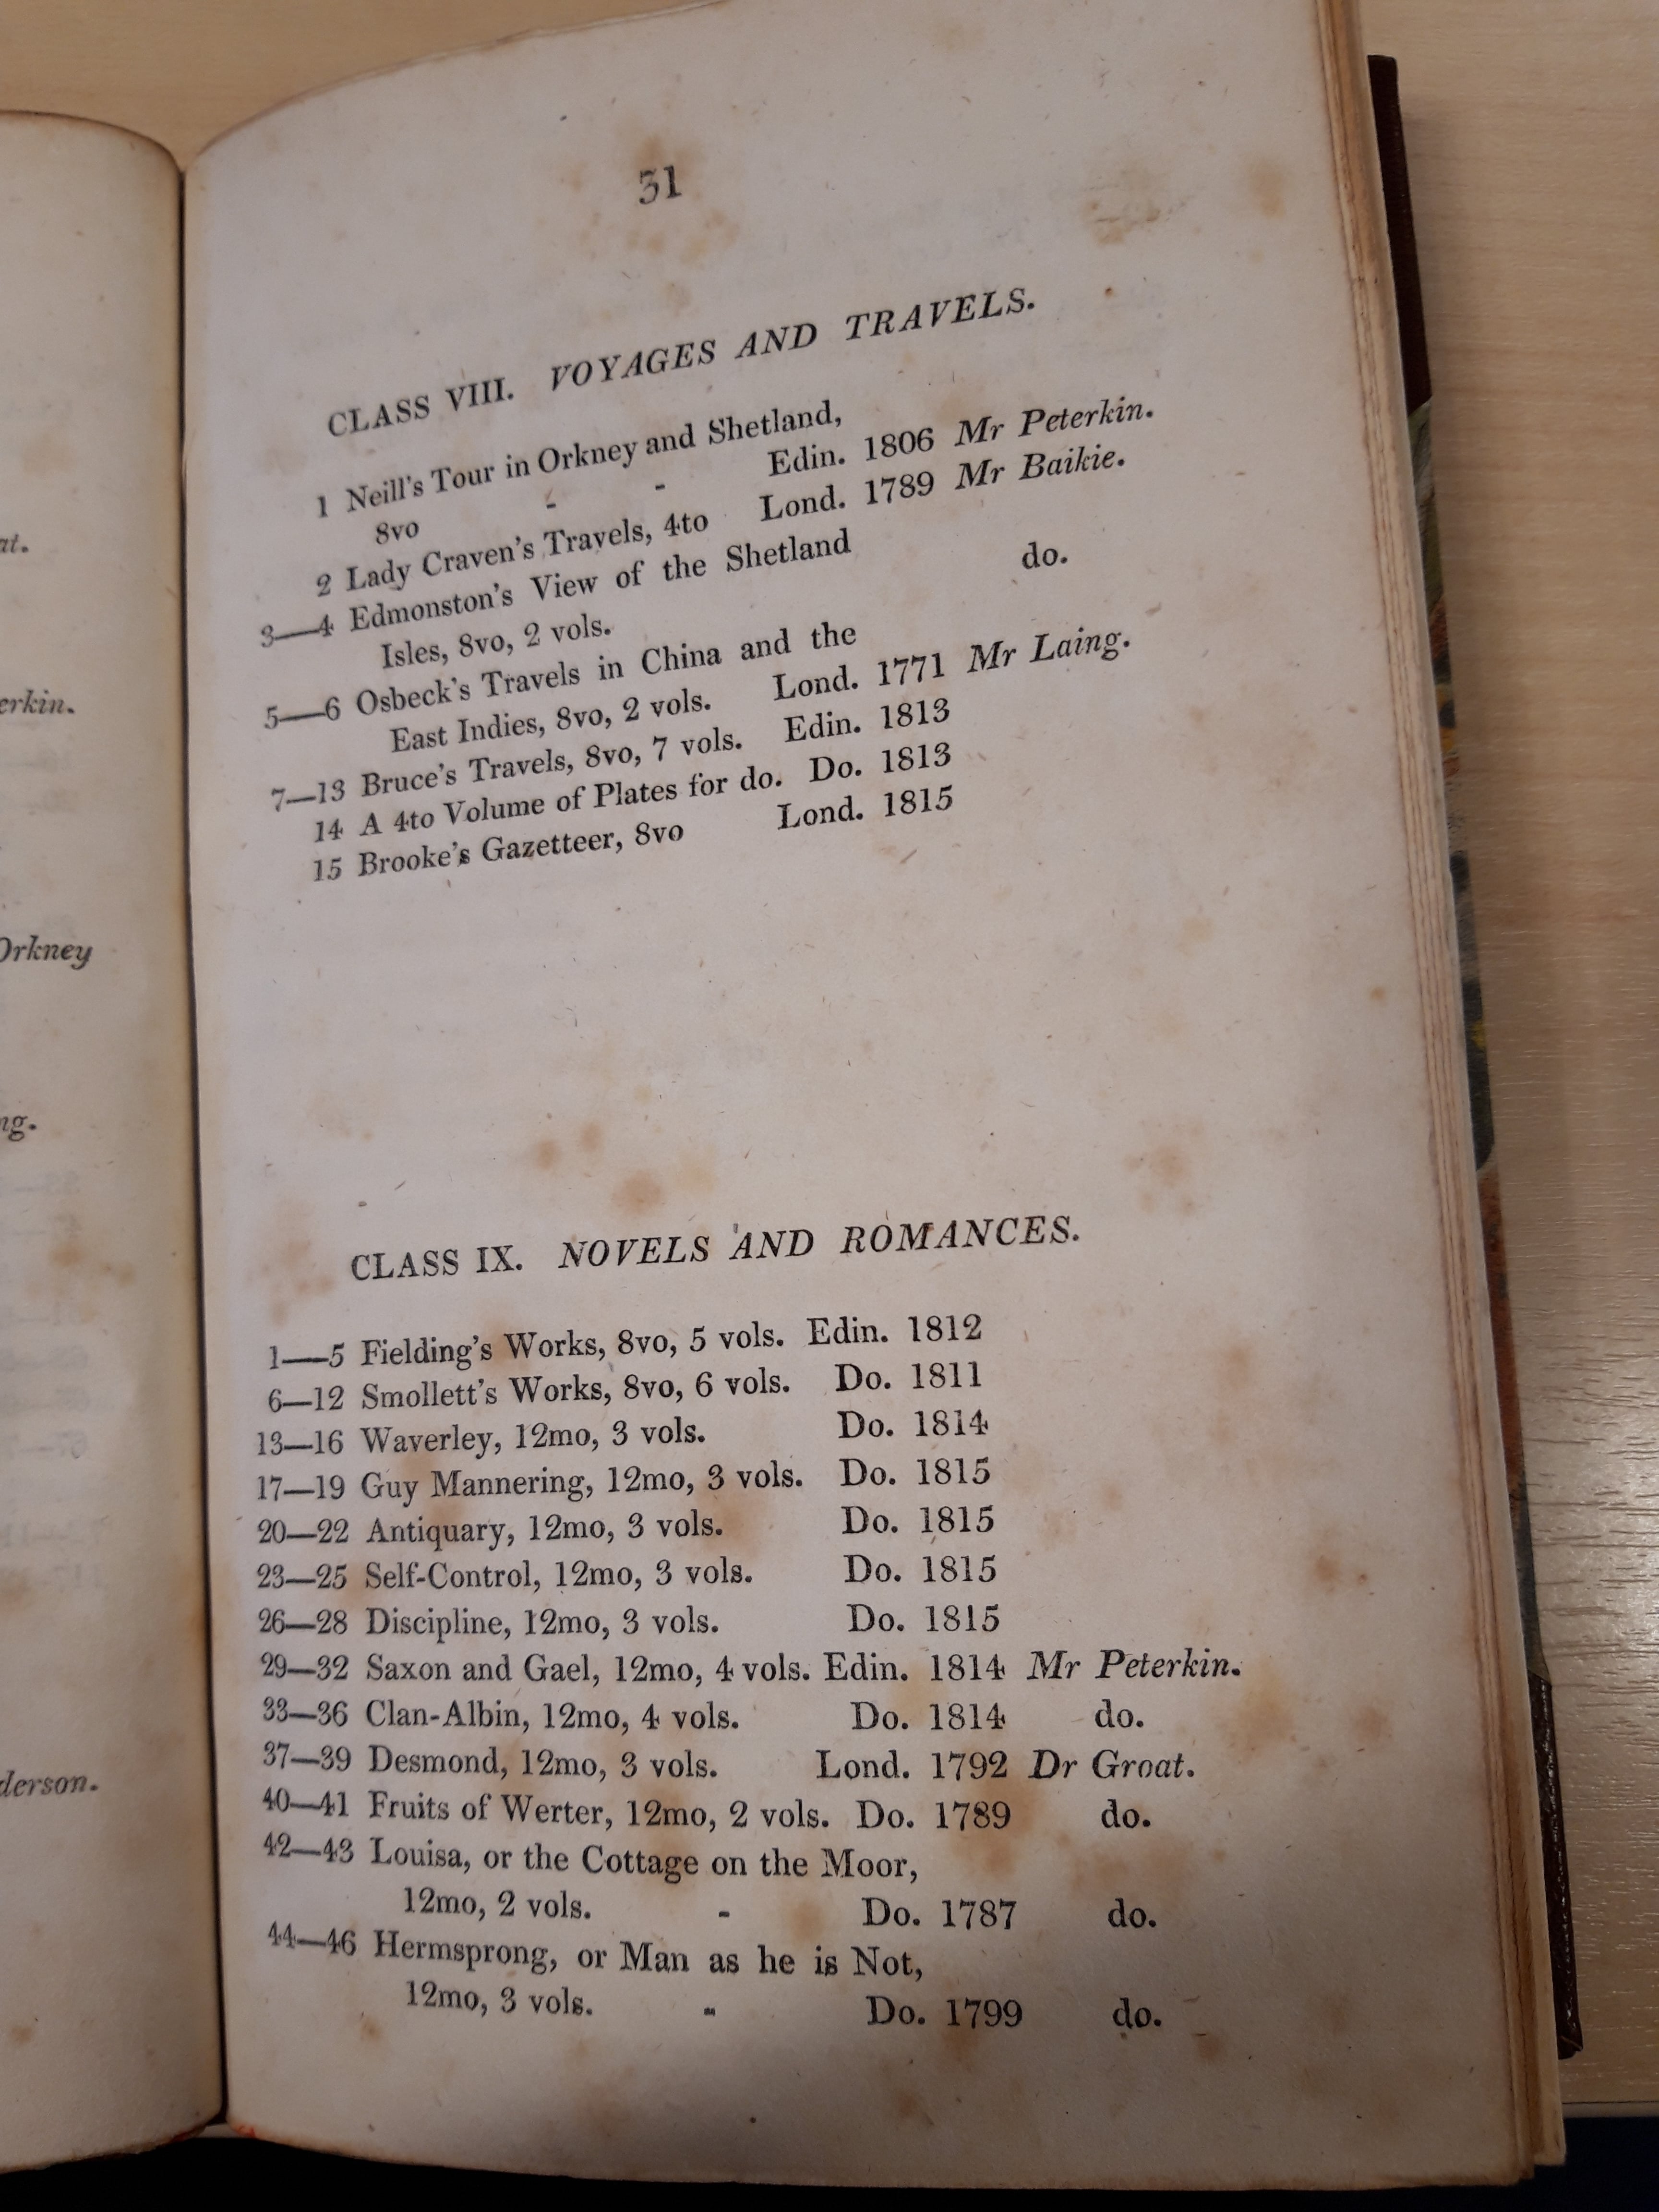 at.
erkin.
Orkney
ng.
derson.
31
CLASS VIII. VOYAGES AND TRAVELS.
1 Neill's Tour in Orkney and Shetland,
8vo - - Edin. 1806 Mr Peterkin.
2 Lady Craven's Travels, 4to Lond. 1789 Mr Baikie.
3—4 Edmonston's View of the Shetland
Isles, 8vo, 2 vols. do.
5—6 Osbeck's Travels in China and the
East Indies, 8vo, 2 vols. Lond. 1771 Mr Laing.
7—13 Bruce's Travels, 8vo, 7 vols. Edin. 1813
14 A 4to Volume of Plates for do. Do. 1813
15 Brooke's Gazetteer, 8vo Lond. 1815
CLASS IX. NOVELS AND ROMANCES.
1—5 Fielding's Works, 8vo, 5 vols. Edin. 1812
6—12 Smollett's Works, 8vo, 6 vols. Do. 1811
13—16 Waverley, 12mo, 3 vols. Do. 1814
17—19 Guy Mannering, 12mo, 3 vols. Do. 1815
20—22 Antiquary, 12mo, 3 vols. Do. 1815
23—25 Self-Control, 12mo, 3 vols. Do. 1815
26—28 Discipline, 12mo, 3 vols. Do. 1815
29—32 Saxon and Gael, 12mo, 4 vols. Edin. 1814 Mr Peterkin.
33—36 Clan-Albin, 12mo, 4 vols. Do. 1814 do.
37—39 Desmond, 12mo, 3 vols. Lond. 1792 Dr Groat.
40—41 Fruits of Werter, 12mo, 2 vols. Do. 1789 do.
42—43 Louisa, or the Cottage on the Moor,
12mo, 2 vols. - Do. 1787 do.
44—46 Hermsprong, or Man as he is Not,
12mo, 3 vols. - Do. 1799 do.